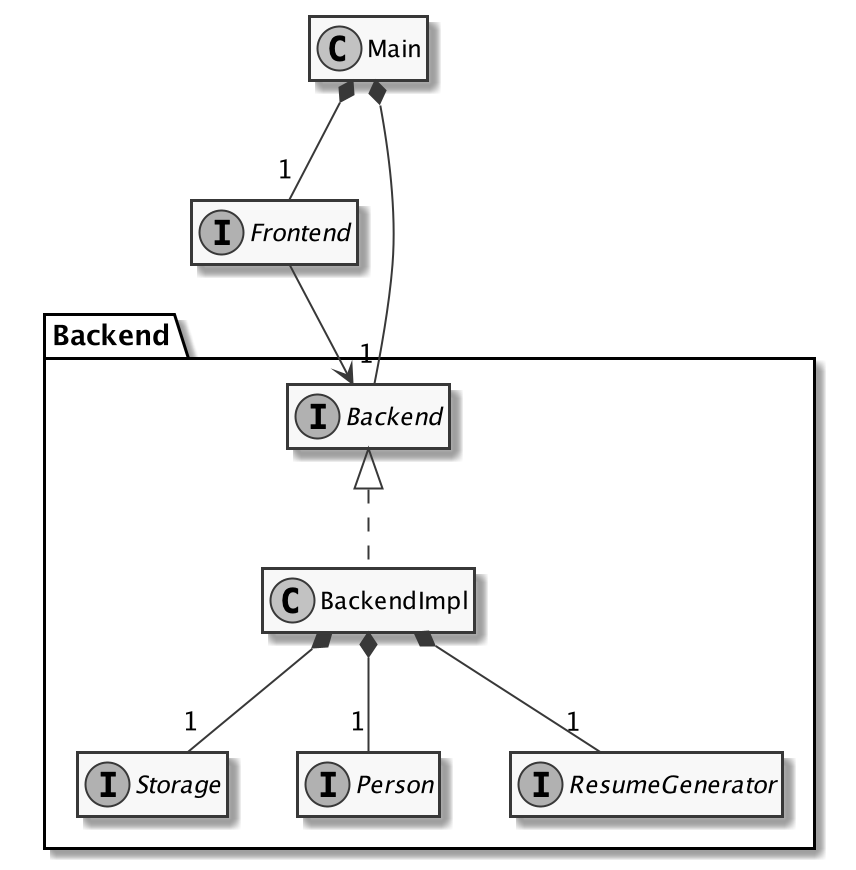 C Main
1
I Frontend
Backend
1
I Backend
C BackendImpl
1 1 1
I Storage I Person I ResumeGenerator